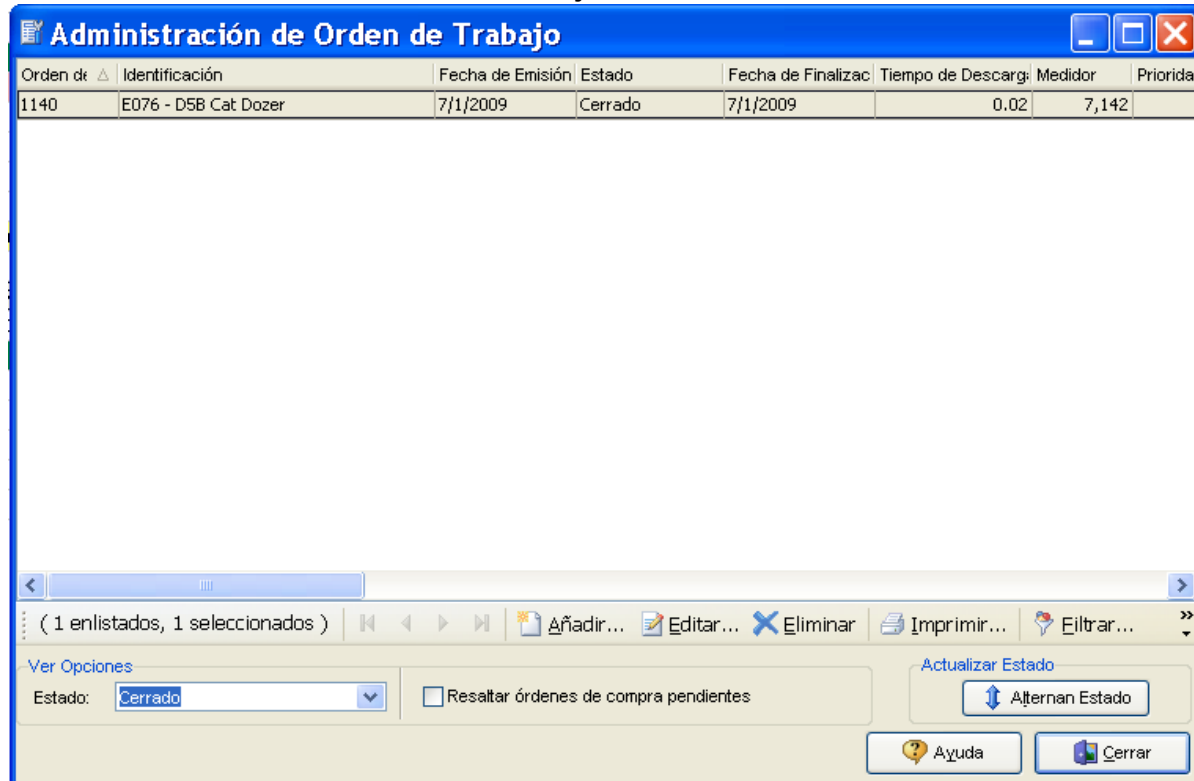 Administración de Orden de Trabajo
Orden de Identificación Fecha de Emisión Estado Fecha de Finalizac Tiempo de Descarg Medidor Priorida
1140 E076 - D5B Cat Dozer 7/1/2009 Cerrado 7/1/2009 0.02 7,142
( 1 enlistados, 1 seleccionados ) Añadir... Editar... Eliminar Imprimir... Filtrar... »
Ver Opciones Actualizar Estado
Estado: Cerrado Resaltar órdenes de compra pendientes Alternan Estado
Ayuda Cerrar